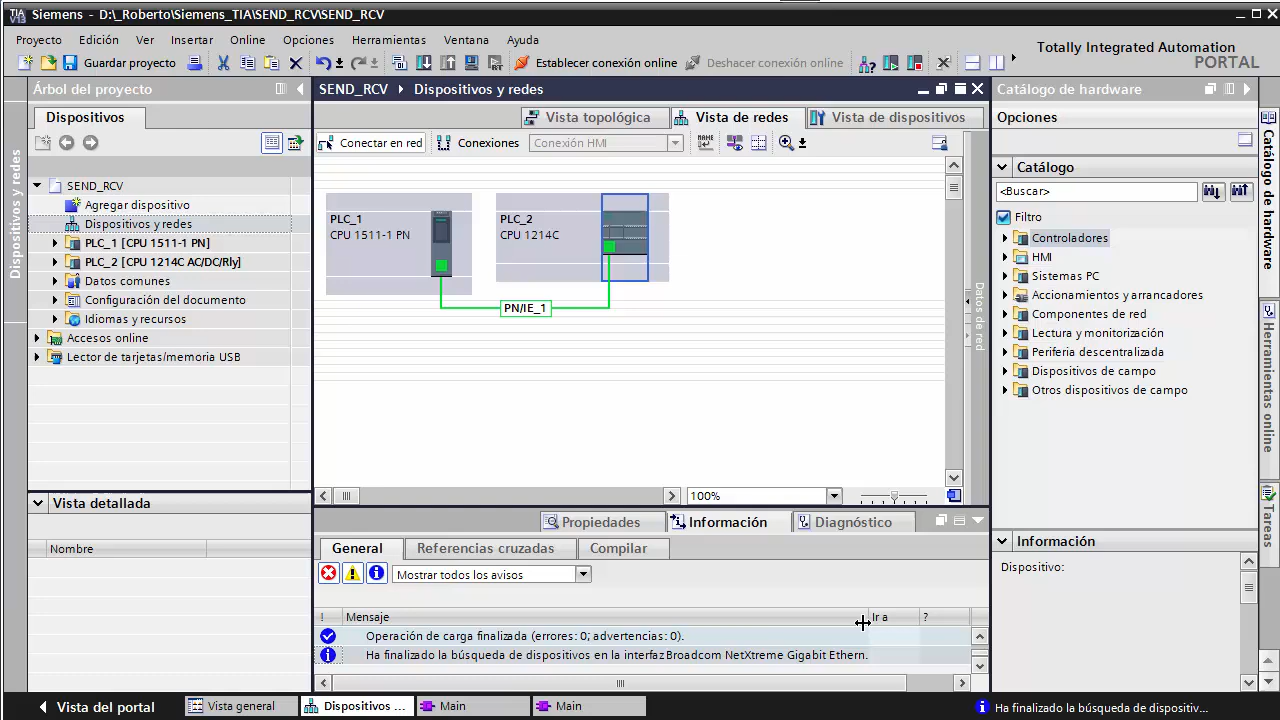 TIA V13 Siemens - D:\_Roberto\Siemens_TIA\SEND_RCV\SEND_RCV
Proyecto Edición Ver Insertar Online Opciones Herramientas Ventana Ayuda
Totally Integrated Automation
PORTAL
Guardar proyecto Establecer conexión online Deshacer conexión online
Árbol del proyecto
SEND_RCV Dispositivos y redes
Catálogo de hardware
Dispositivos
Vista topológica Vista de redes Vista de dispositivos
Opciones
Conectar en red Conexiones Conexión HMI
Dispositivos y redes
SEND_RCV
Agregar dispositivo
Dispositivos y redes
PLC_1 [CPU 1511-1 PN]
PLC_2 [CPU 1214C AC/DC/Rly]
Datos comunes
Configuración del documento
Idiomas y recursos
Accesos online
Lector de tarjetas/memoria USB
PLC_1
CPU 1511-1 PN
PLC_2
CPU 1214C
PN/IE_1
Datos de red
100%
Catálogo
<Buscar>
Filtro
Controladores
HMI
Sistemas PC
Accionamientos y arrancadores
Componentes de red
Lectura y monitorización
Periferia descentralizada
Dispositivos de campo
Otros dispositivos de campo
Catálogo de hardware
Herramientas online
Tareas
Vista detallada
Nombre
Propiedades Información Diagnóstico
General Referencias cruzadas Compilar
Mostrar todos los avisos
! Mensaje Ir a ?
Operación de carga finalizada (errores: 0; advertencias: 0).
Ha finalizado la búsqueda de dispositivos en la interfaz Broadcom NetXtreme Gigabit Ethern.
Información
Dispositivo:
Vista del portal Vista general Dispositivos ... Main Main
Ha finalizado la búsqueda de dispositiv...